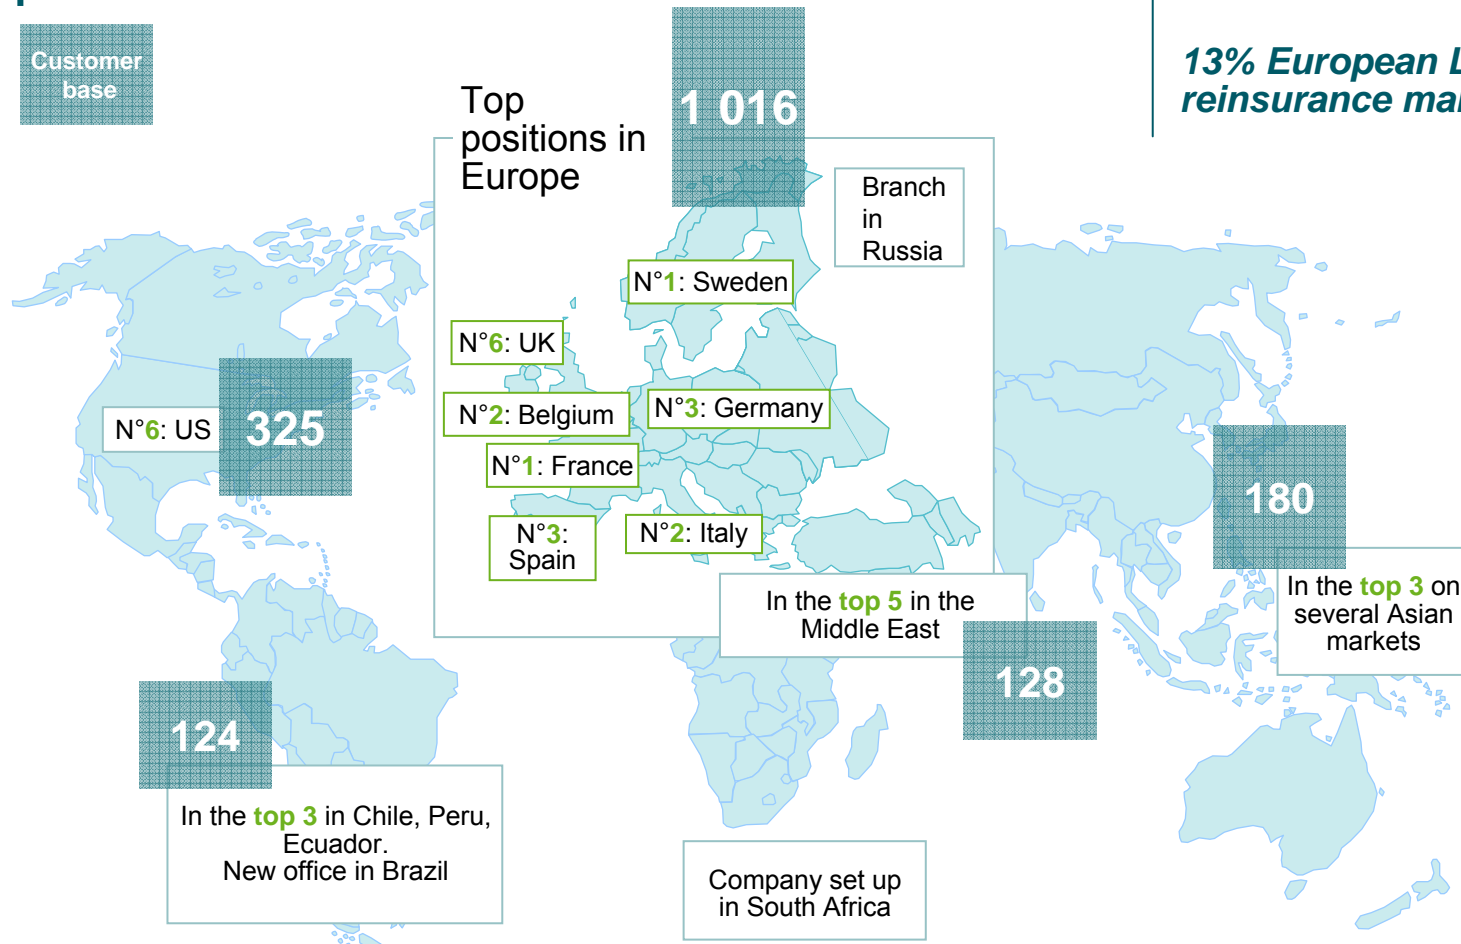 Customer
base
13% European L
reinsurance mar
1 016
Top
positions in
Europe
Branch
in
Russia
N°1: Sweden
N°6: UK
N°2: Belgium
N°3: Germany
N°6: US
325
N°1: France
180
N°3:
Spain
N°2: Italy
In the top 5 in the
Middle East
In the top 3 on
several Asian
markets
128
124
In the top 3 in Chile, Peru,
Ecuador.
New office in Brazil
Company set up
in South Africa